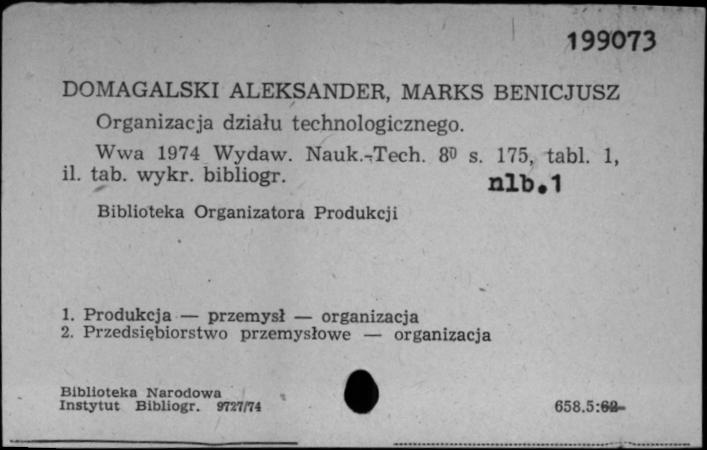 199073
DOMAGALSKI ALEKSANDER, MARKS BENICJUSZ
Organizacja działu technologicznego.
Wwa 1974 Wydaw. Nauk.-Tech. 8⁰ s. 175, tabl. 1,
il. tab. wykr. bibliogr.
nlb.1
Biblioteka Organizatora Produkcji
1. Produkcja — przemysł — organizacja
2. Przedsiębiorstwo przemysłowe — organizacja
Biblioteka Narodowa
Instytut Bibliogr. 9727/74
658.5:62-